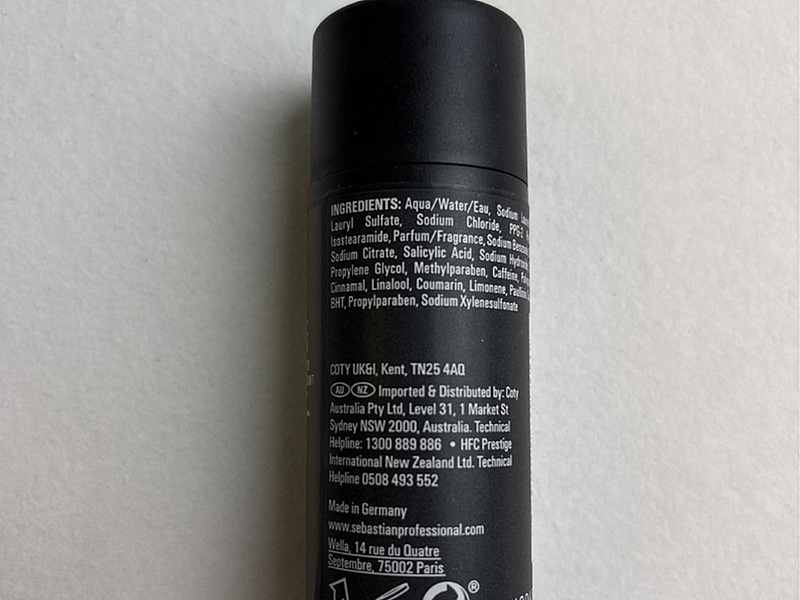 INGREDIENTS: Aqua/Water/Eau, Sodium
Lauryl Sulfate, Sodium Chloride, PPG-2
Isostearamide, Parfum/Fragrance, Sodium
Sodium Citrate, Salicylic Acid, Sodium
Propylene Glycol, Methylparaben, Caffeine,
Cinnamal, Linalool, Coumarin, Limonene, Paullinia
BHT, Propylparaben, Sodium Xylenesulfonate
COTY UK&I, Kent, TN25 4AQ
AU NZ Imported & Distributed by: Coty
Australia Pty Ltd, Level 31, 1 Market St
Sydney NSW 2000, Australia. Technical
Helpline: 1300 889 886 • HFC Prestige
International New Zealand Ltd. Technical
Helpline 0508 493 552
Made in Germany
www.sebastianprofessional.com
Wella, 14 rue du Quatre
Septembre, 75002 Paris
®